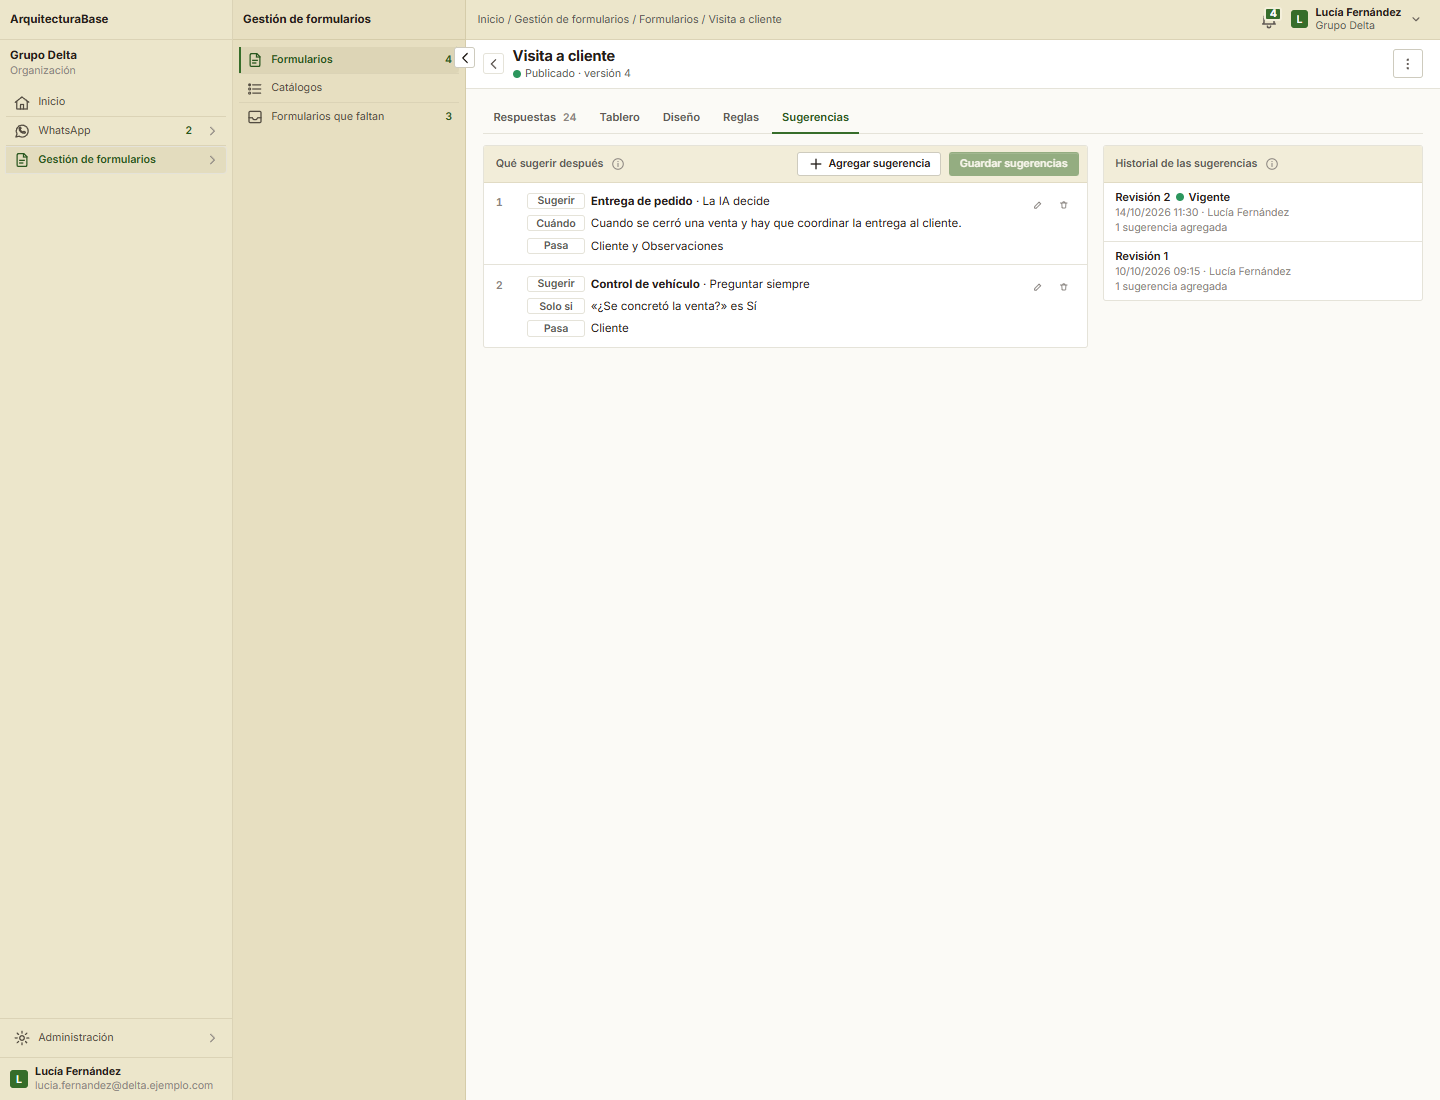 ArquitecturaBase
Grupo Delta
Organización
Inicio
WhatsApp 2
Gestión de formularios
Administración
L Lucía Fernández
lucia.fernandez@delta.ejemplo.com
Gestión de formularios
Formularios 4
Catálogos
Formularios que faltan 3
Inicio / Gestión de formularios / Formularios / Visita a cliente
4
L Lucía Fernández
Grupo Delta
Visita a cliente
Publicado · versión 4
Respuestas 24 Tablero Diseño Reglas Sugerencias
Qué sugerir después Agregar sugerencia Guardar sugerencias
1 Sugerir Entrega de pedido · La IA decide
Cuándo Cuando se cerró una venta y hay que coordinar la entrega al cliente.
Pasa Cliente y Observaciones
2 Sugerir Control de vehículo · Preguntar siempre
Solo si «¿Se concretó la venta?» es Sí
Pasa Cliente
Historial de las sugerencias
Revisión 2 Vigente
14/10/2026 11:30 · Lucía Fernández
1 sugerencia agregada
Revisión 1
10/10/2026 09:15 · Lucía Fernández
1 sugerencia agregada